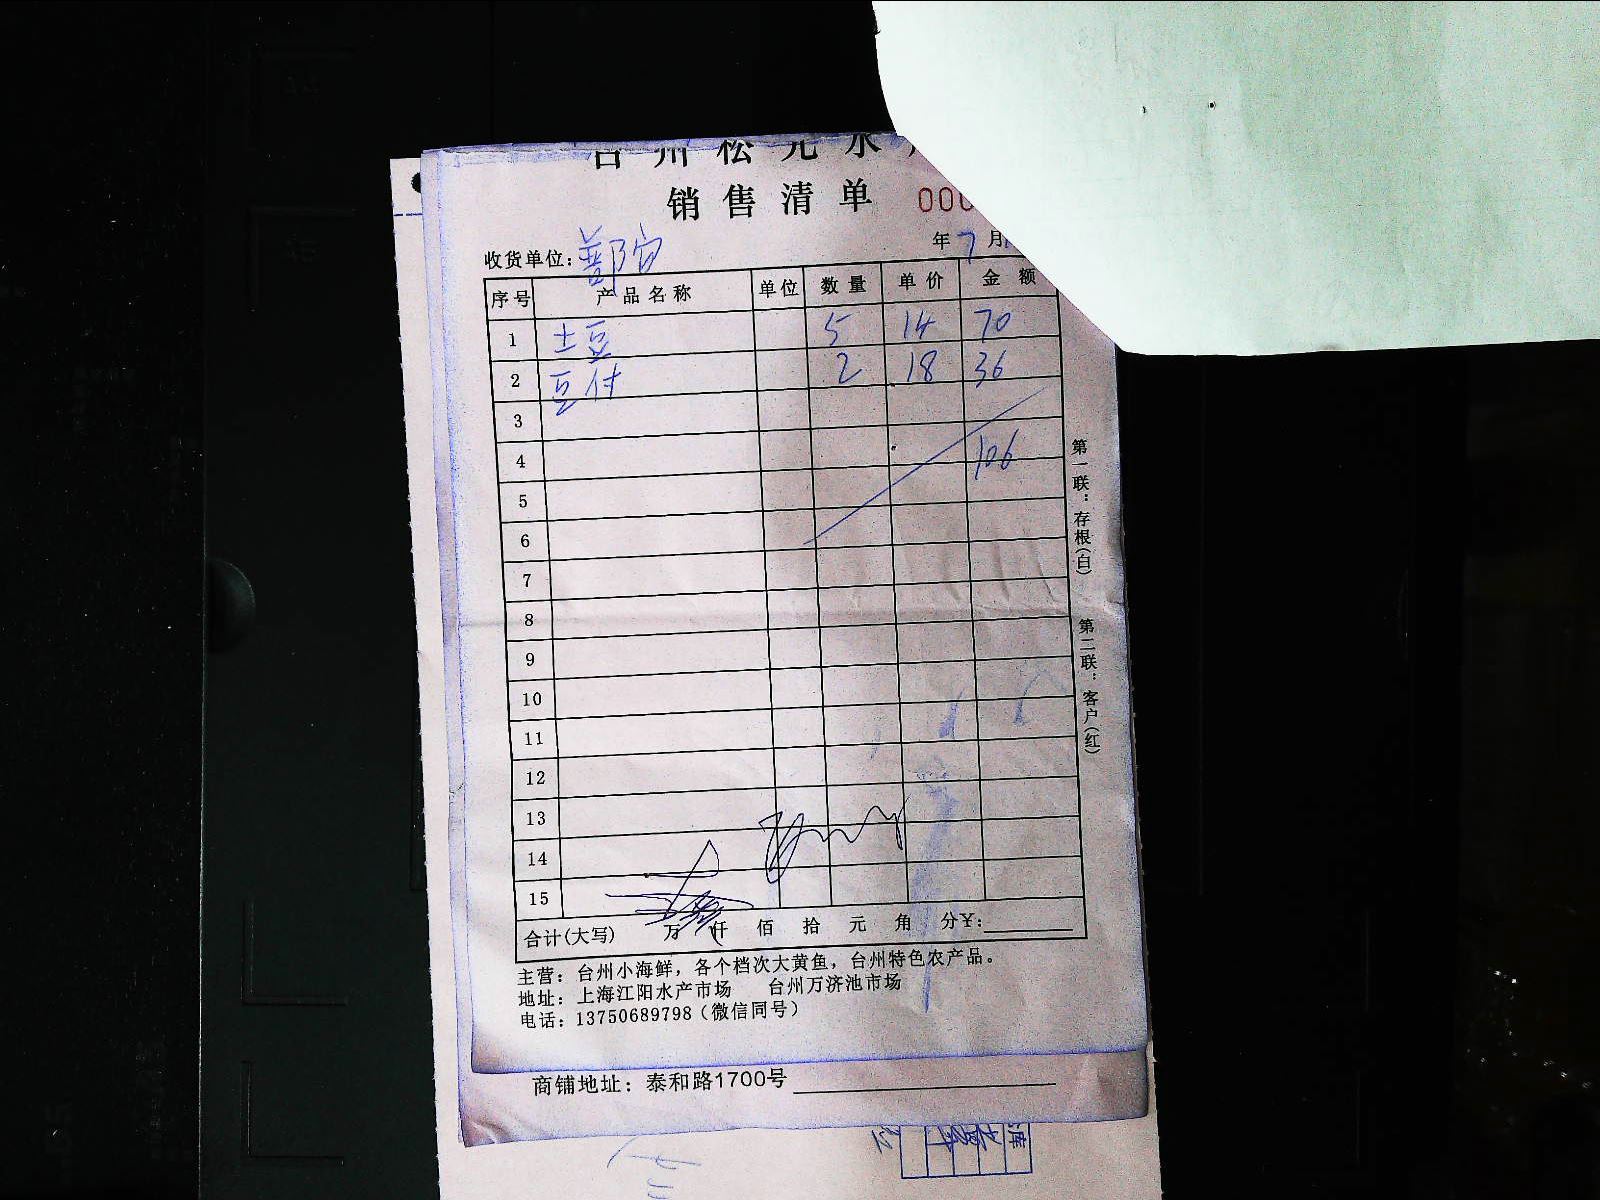 台州松元水
销售清单 000
年7月
收货单位：鄞宴
序号 产品名称 单位 数量 单价 金额
1 土豆 5 14 70
2 豆付 2 18 36
3
4 106
5
6
7
8
9
10
11
12
13
14
15
合计(大写) 万 仟 佰 拾 元 角 分¥:
主营：台州小海鲜，各个档次大黄鱼，台州特色农产品。
地址：上海江阳水产市场 台州万济池市场
电话：13750689798（微信同号）
第一联：存根(白)
第二联：客户(红)
商铺地址：泰和路1700号
库